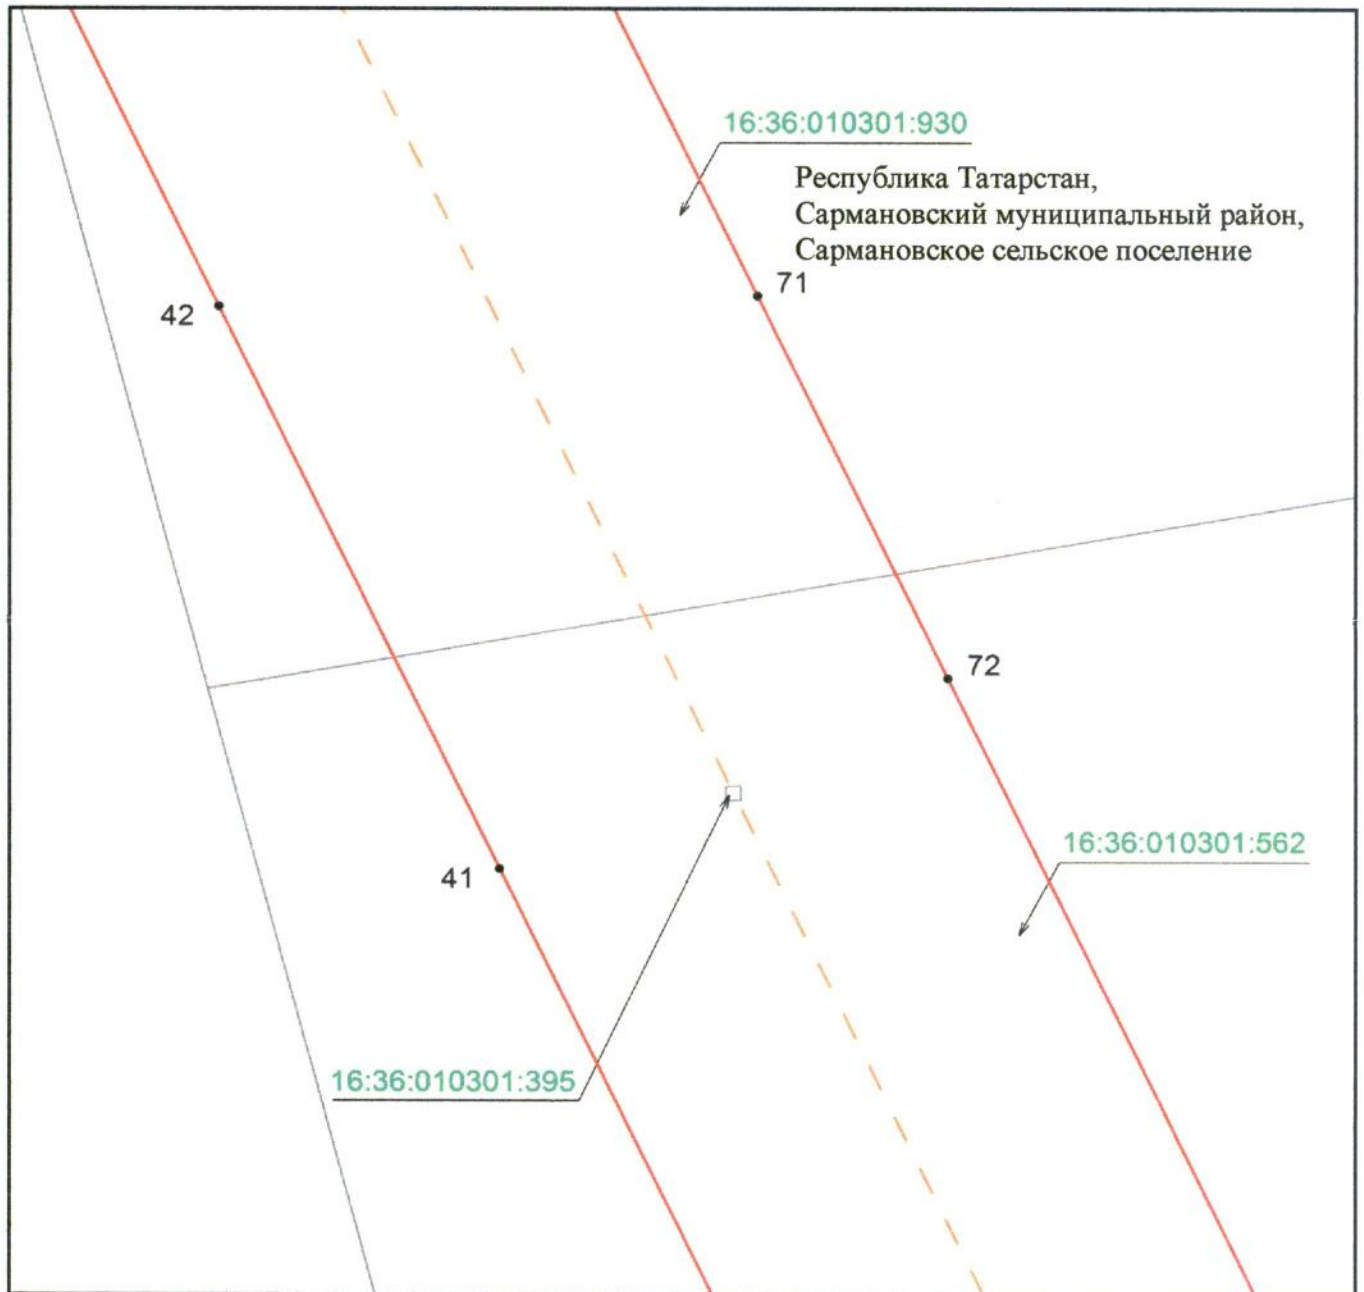 16:36:010301:930
Республика Татарстан,
Сармановский муниципальный район,
Сармановское сельское поселение
71
42
72
16:36:010301:562
41
16:36:010301:395